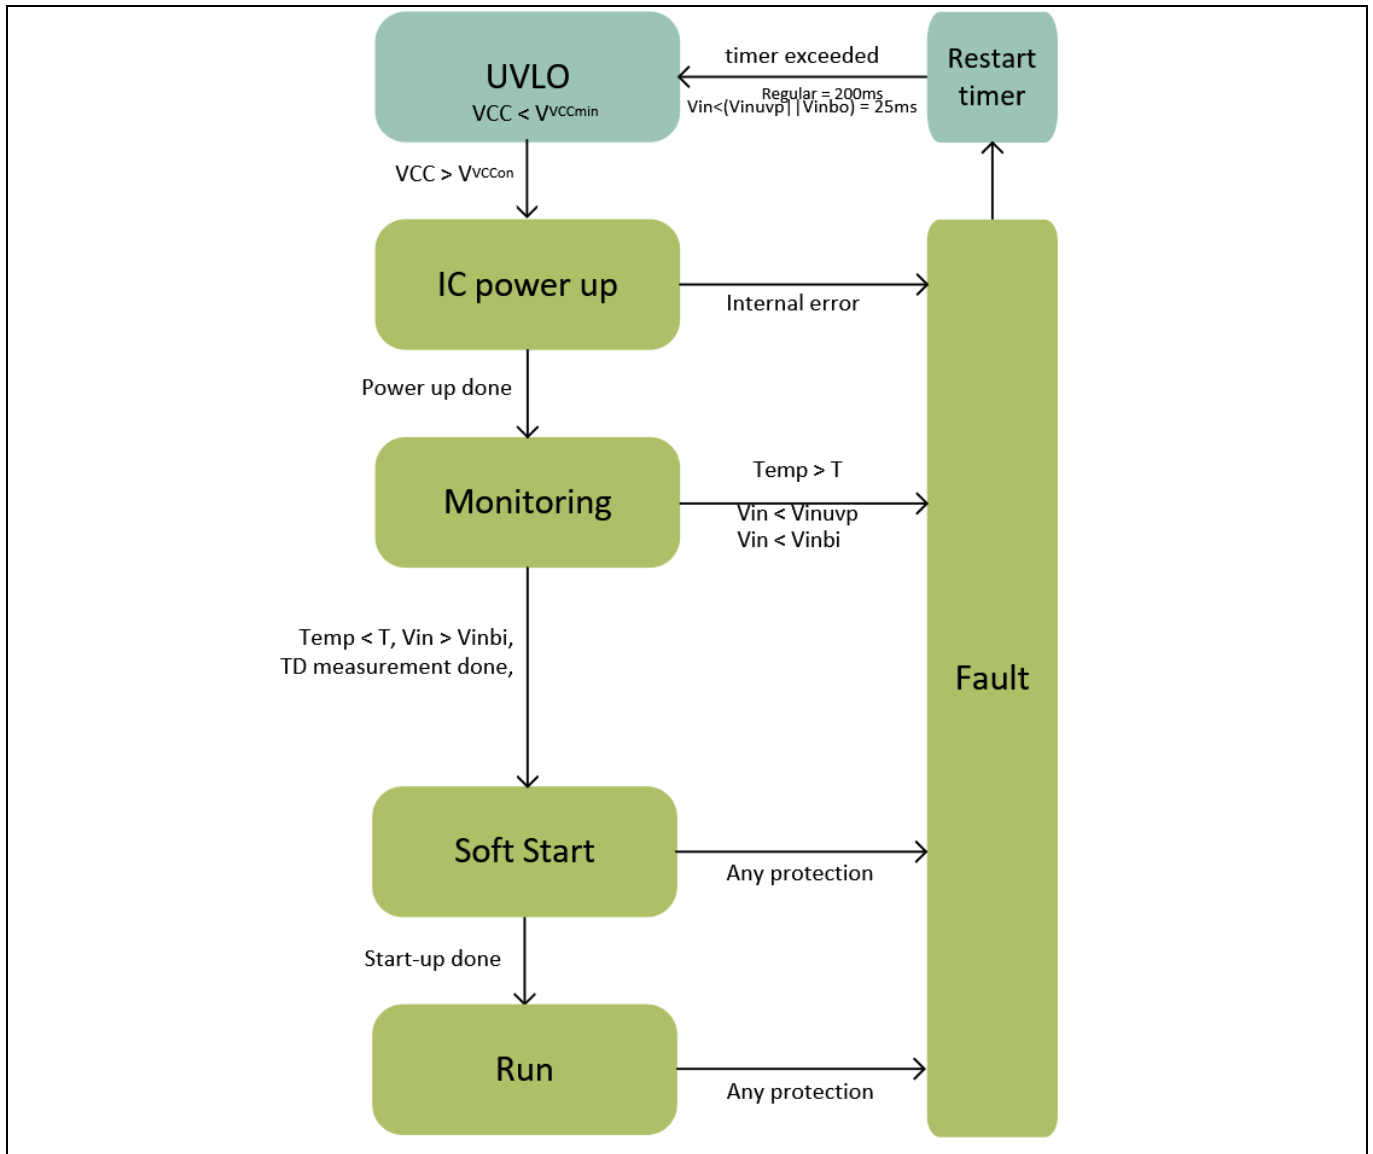 UVLO
VCC < VVCCmin
timer exceeded
Regular = 200ms
Vin<(Vinuvp||Vinbo) = 25ms
Restart
timer
VCC > VVCCon
IC power up
Internal error
Power up done
Monitoring
Temp > T
Vin < Vinuvp
Vin < Vinbi
Temp < T, Vin > Vinbi,
TD measurement done,
Fault
Soft Start
Any protection
Start-up done
Run
Any protection